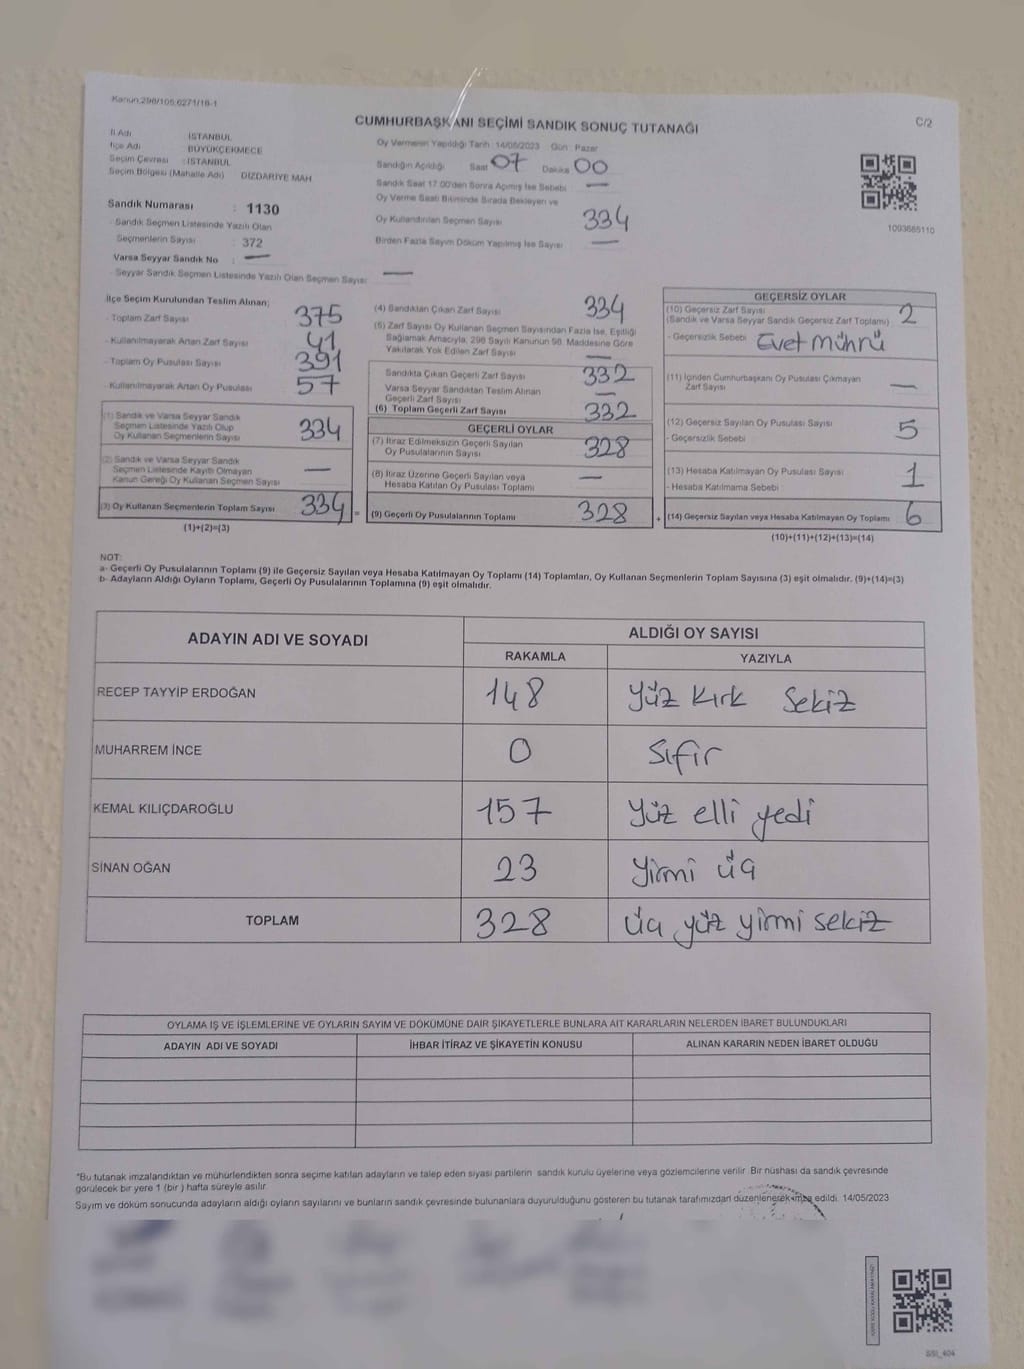 Kanun:298/105,6271/18-1
C/2
CUMHURBAŞKANI SEÇİMİ SANDIK SONUÇ TUTANAĞI
İl Adı : İSTANBUL
İlçe Adı : BÜYÜKÇEKMECE
Seçim Çevresi : İSTANBUL
Seçim Bölgesi (Mahalle Adı) DİZDARİYE MAH
Sandık Numarası : 1130
- Sandık Seçmen Listesinde Yazılı Olan
Seçmenlerin Sayısı : 372
Varsa Seyyar Sandık No : —
- Seyyar Sandık Seçmen Listesinde Yazılı Olan Seçmen Sayısı: —
Oy Vermenin Yapıldığı Tarih :14/05/2023 Gün : Pazar
Sandığın Açıldığı Saat 07 Dakika 00
Sandık Saat 17.00'den Sonra Açılmış İse Sebebi —
Oy Verme Saati Bitiminde Sırada Bekleyen ve
Oy Kullandırılan Seçmen Sayısı 334
Birden Fazla Sayım Döküm Yapılmış İse Sayısı —
1093685110
İlçe Seçim Kurulundan Teslim Alınan;
- Toplam Zarf Sayısı 375
- Kullanılmayarak Artan Zarf Sayısı 41
- Toplam Oy Pusulası Sayısı 391
- Kullanılmayarak Artan Oy Pusulası 57
(1) Sandık ve Varsa Seyyar Sandık
Seçmen Listesinde Yazılı Olup
Oy Kullanan Seçmenlerin Sayısı 334
(2) Sandık ve Varsa Seyyar Sandık
Seçmen Listesinde Kayıtlı Olmayan
Kanun Gereği Oy Kullanan Seçmen Sayısı —
(3) Oy Kullanan Seçmenlerin Toplam Sayısı 334 =
(1)+(2)=(3)
(4) Sandıktan Çıkan Zarf Sayısı 334
(5) Zarf Sayısı Oy Kullanan Seçmen Sayısından Fazla İse, Eşitliği
Sağlamak Amacıyla, 298 Sayılı Kanunun 98. Maddesine Göre
Yakılarak Yok Edilen Zarf Sayısı —
Sandıkta Çıkan Geçerli Zarf Sayısı 332
Varsa Seyyar Sandıktan Teslim Alınan
Geçerli Zarf Sayısı —
(6) Toplam Geçerli Zarf Sayısı 332
GEÇERLİ OYLAR
(7) İtiraz Edilmeksizin Geçerli Sayılan
Oy Pusulalarının Sayısı 328
(8) İtiraz Üzerine Geçerli Sayılan veya
Hesaba Katılan Oy Pusulası Toplamı —
(9) Geçerli Oy Pusulalarının Toplamı 328 +
GEÇERSİZ OYLAR
(10) Geçersiz Zarf Sayısı
(Sandık ve Varsa Seyyar Sandık Geçersiz Zarf Toplamı) 2
- Geçersizlik Sebebi Evet Mührü
(11) İçinden Cumhurbaşkanı Oy Pusulası Çıkmayan
Zarf Sayısı —
(12) Geçersiz Sayılan Oy Pusulası Sayısı 5
- Geçersizlik Sebebi
(13) Hesaba Katılmayan Oy Pusulası Sayısı 1
- Hesaba Katılmama Sebebi
(14) Geçersiz Sayılan veya Hesaba Katılmayan Oy Toplamı 6
(10)+(11)+(12)+(13)=(14)
NOT:
a- Geçerli Oy Pusulalarının Toplamı (9) ile Geçersiz Sayılan veya Hesaba Katılmayan Oy Toplamı (14) Toplamları, Oy Kullanan Seçmenlerin Toplam Sayısına (3) eşit olmalıdır. (9)+(14)=(3)
b- Adayların Aldığı Oyların Toplamı, Geçerli Oy Pusulalarının Toplamına (9) eşit olmalıdır.
ADAYIN ADI VE SOYADI ALDIĞI OY SAYISI
RAKAMLA YAZIYLA
RECEP TAYYİP ERDOĞAN 148 Yüz Kırk Sekiz
MUHARREM İNCE 0 Sıfır
KEMAL KILIÇDAROĞLU 157 Yüz elli yedi
SİNAN OĞAN 23 Yirmi üç
TOPLAM 328 üç yüz yirmi sekiz
OYLAMA İŞ VE İŞLEMLERİNE VE OYLARIN SAYIM VE DÖKÜMÜNE DAİR ŞİKAYETLERLE BUNLARA AİT KARARLARIN NELERDEN İBARET BULUNDUKLARI
ADAYIN ADI VE SOYADI İHBAR İTİRAZ VE ŞİKAYETİN KONUSU ALINAN KARARIN NEDEN İBARET OLDUĞU
*Bu tutanak imzalandıktan ve mühürlendikten sonra seçime katılan adayların ve talep eden siyasi partilerin sandık kurulu üyelerine veya gözlemcilerine verilir. Bir nüshası da sandık çevresinde
görülecek bir yere 1 (bir ) hafta süreyle asılır.
Sayım ve döküm sonucunda adayların aldığı oyların sayılarını ve bunların sandık çevresinde bulunanlara duyurulduğunu gösteren bu tutanak tarafımızdan düzenlenerek imza edildi. 14/05/2023